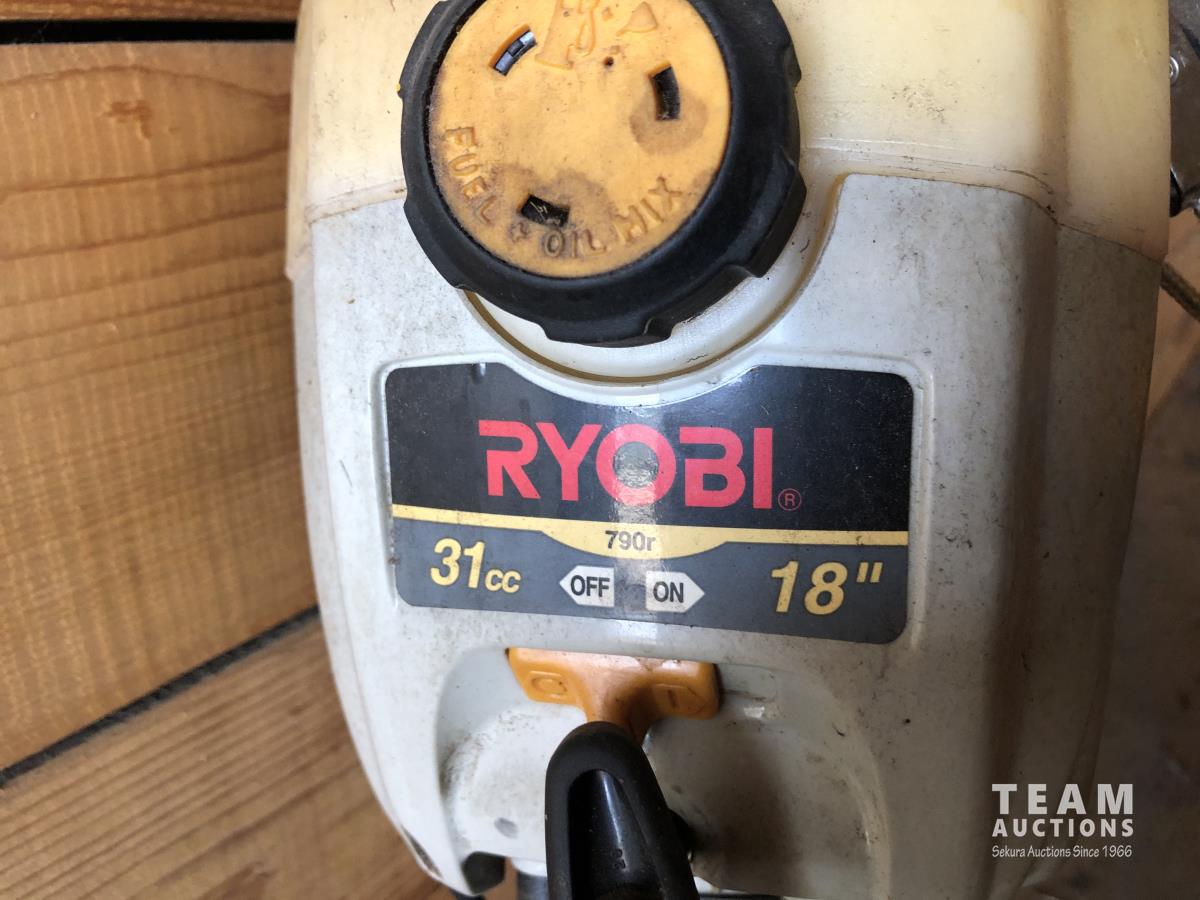 FUEL + OIL MIX
RYOBI®
790r
31cc
OFF ON
18"
TEAM
AUCTIONS
Sekura Auctions Since 1966